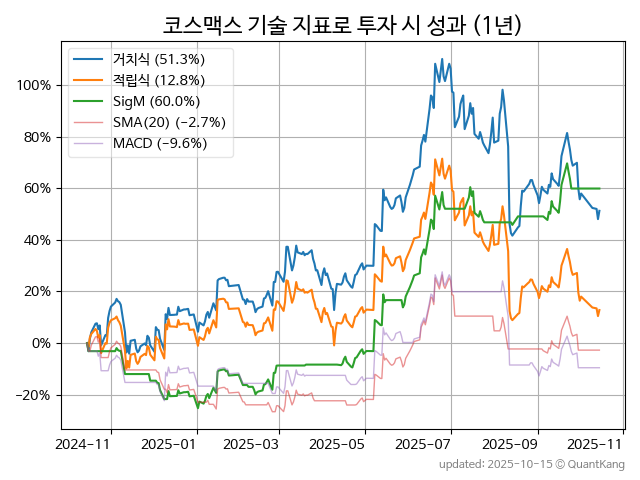 코스맥스 기술 지표로 투자 시 성과 (1년)
거치식 (51.3%)
적립식 (12.8%)
SigM (60.0%)
SMA(20) (−2.7%)
MACD (−9.6%)
100%
80%
60%
40%
20%
0%
−20%
2024-11
2025-01
2025-03
2025-05
2025-07
2025-09
2025-11
updated: 2025-10-15 © QuantKang